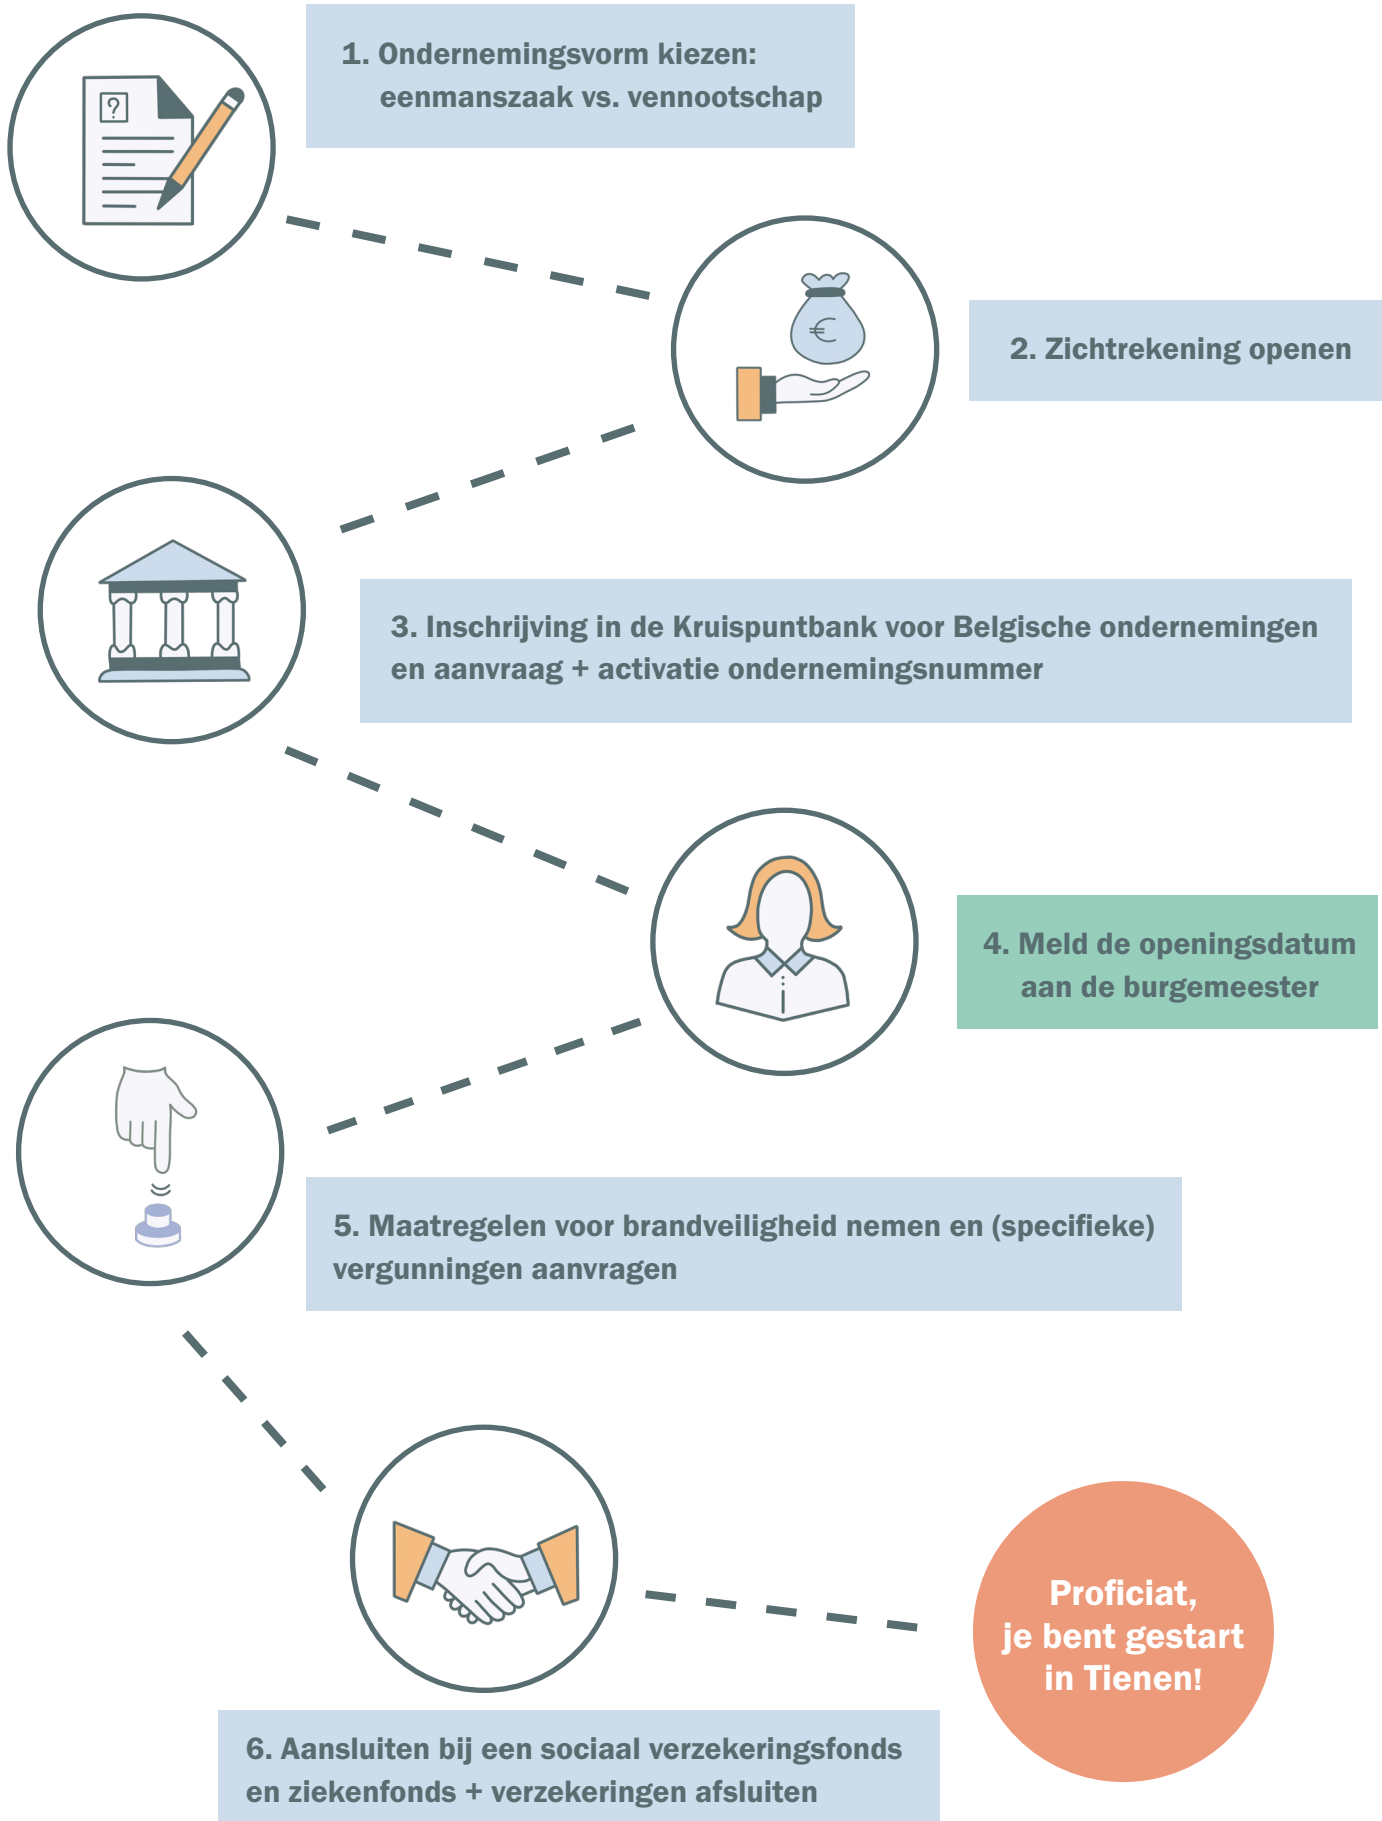 1. Ondernemingsvorm kiezen:
eenmanszaak vs. vennootschap
?
€
2. Zichtrekening openen
3. Inschrijving in de Kruispuntbank voor Belgische ondernemingen
en aanvraag + activatie ondernemingsnummer
4. Meld de openingsdatum
aan de burgemeester
5. Maatregelen voor brandveiligheid nemen en (specifieke)
vergunningen aanvragen
Proficiat,
je bent gestart
in Tienen!
6. Aansluiten bij een sociaal verzekeringsfonds
en ziekenfonds + verzekeringen afsluiten